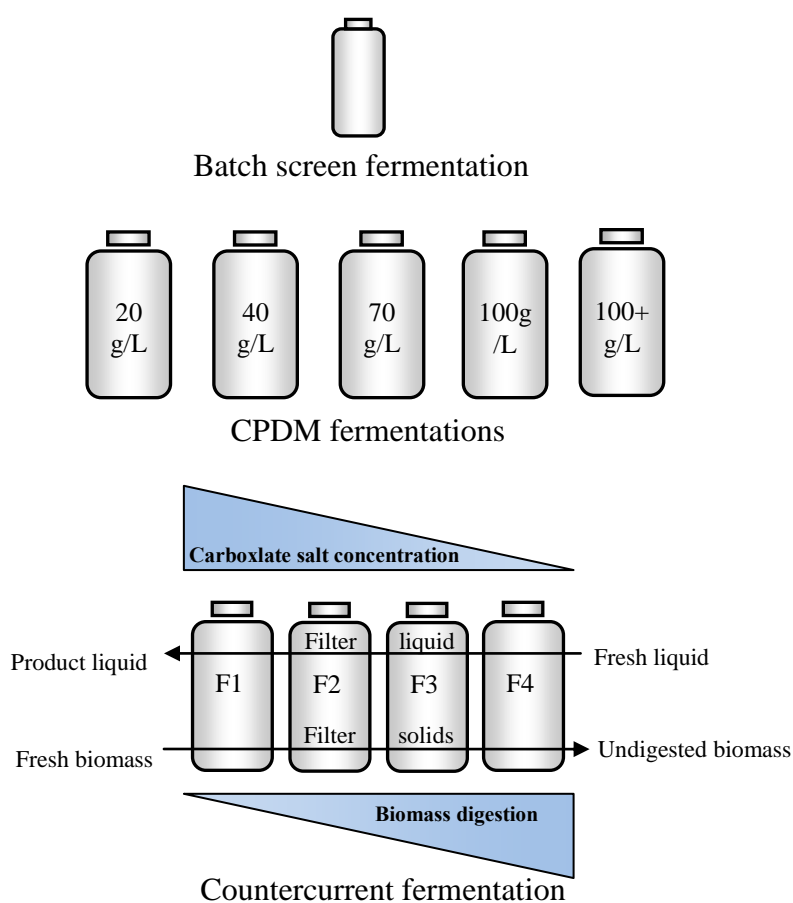 Batch screen fermentation
20
g/L
40
g/L
70
g/L
100g
/L
100+
g/L
CPDM fermentations
Carboxlate salt concentration
Filter liquid
Product liquid
Fresh liquid
F1
F2
F3
F4
Filter solids
Fresh biomass
Undigested biomass
Biomass digestion
Countercurrent fermentation